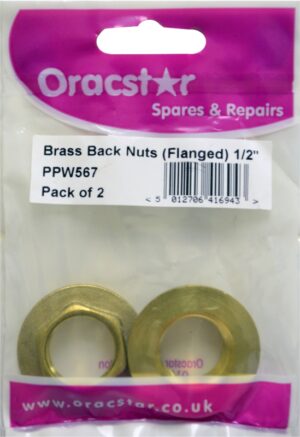 Oracstar
Spares & Repairs
Brass Back Nuts (Flanged) 1/2"
PPW567
Pack of 2
< 5 012706 416943 >
Oracstar
www.oracstar.co.uk